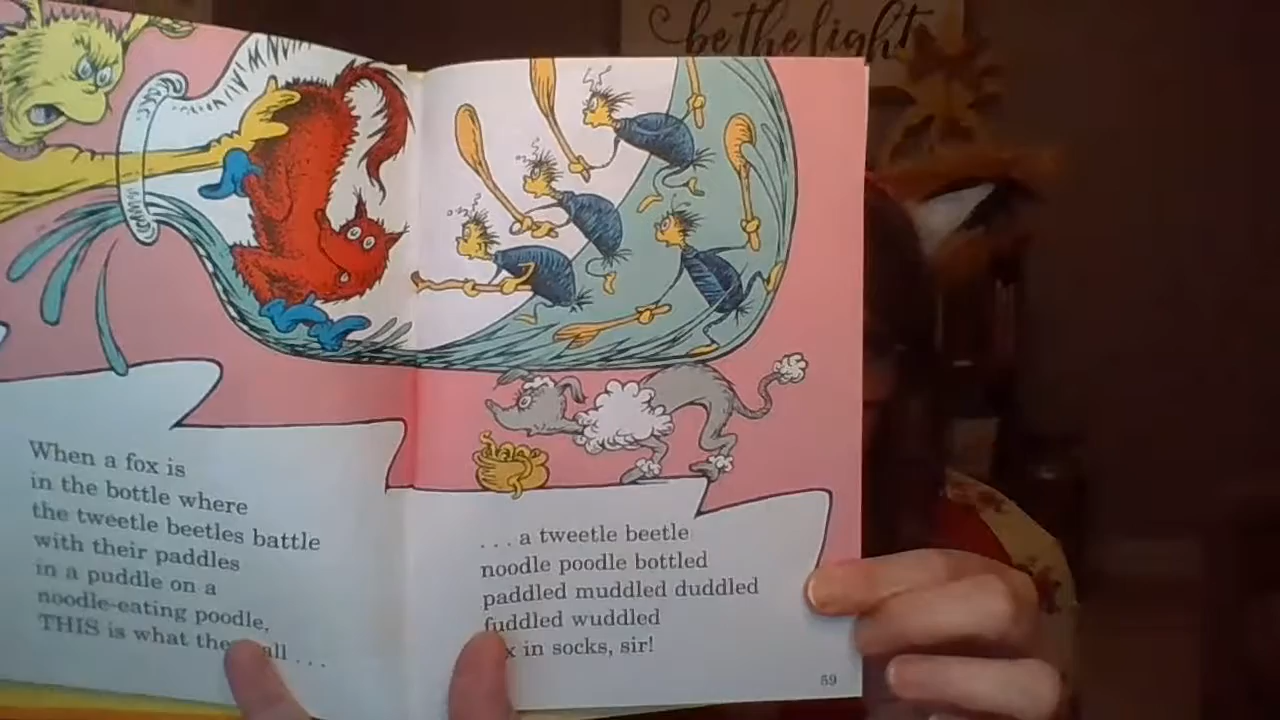 be the light
When a fox is
in the bottle where
the tweetle beetles battle
with their paddles
in a puddle on a
noodle-eating poodle,
THIS is what . . .
. . . a tweetle beetle
noodle poodle bottled
paddled muddled duddled
fuddled wuddled
in socks, sir!
59